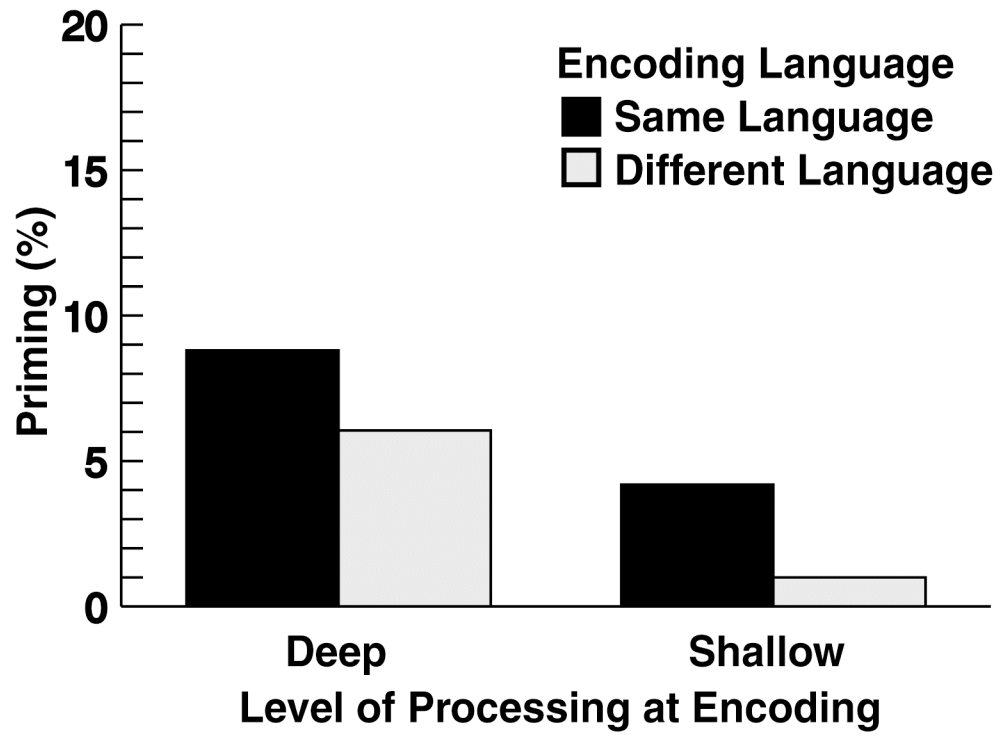 20
15
10
5
0
Priming (%)
Encoding Language
Same Language
Different Language
Deep
Shallow
Level of Processing at Encoding